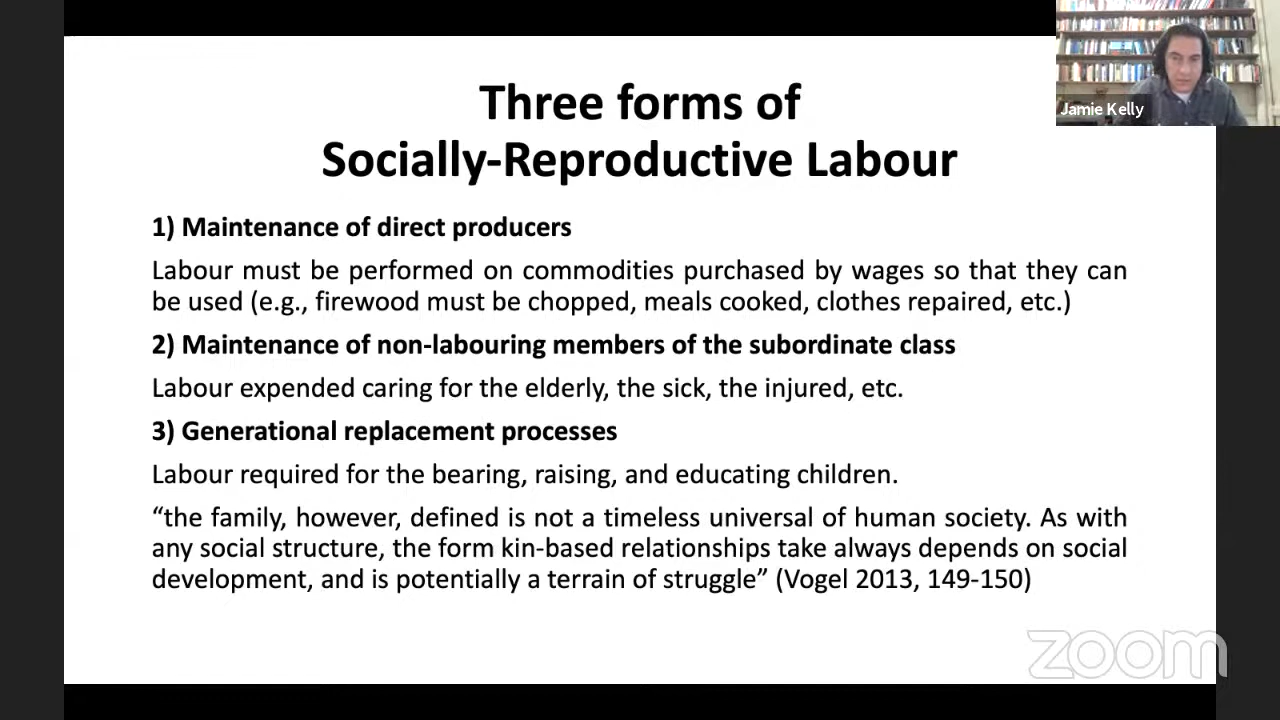 Three forms of
Socially-Reproductive Labour
Jamie Kelly
1) Maintenance of direct producers
Labour must be performed on commodities purchased by wages so that they can
be used (e.g., firewood must be chopped, meals cooked, clothes repaired, etc.)
2) Maintenance of non-labouring members of the subordinate class
Labour expended caring for the elderly, the sick, the injured, etc.
3) Generational replacement processes
Labour required for the bearing, raising, and educating children.
“the family, however, defined is not a timeless universal of human society. As with
any social structure, the form kin-based relationships take always depends on social
development, and is potentially a terrain of struggle” (Vogel 2013, 149-150)
zoom